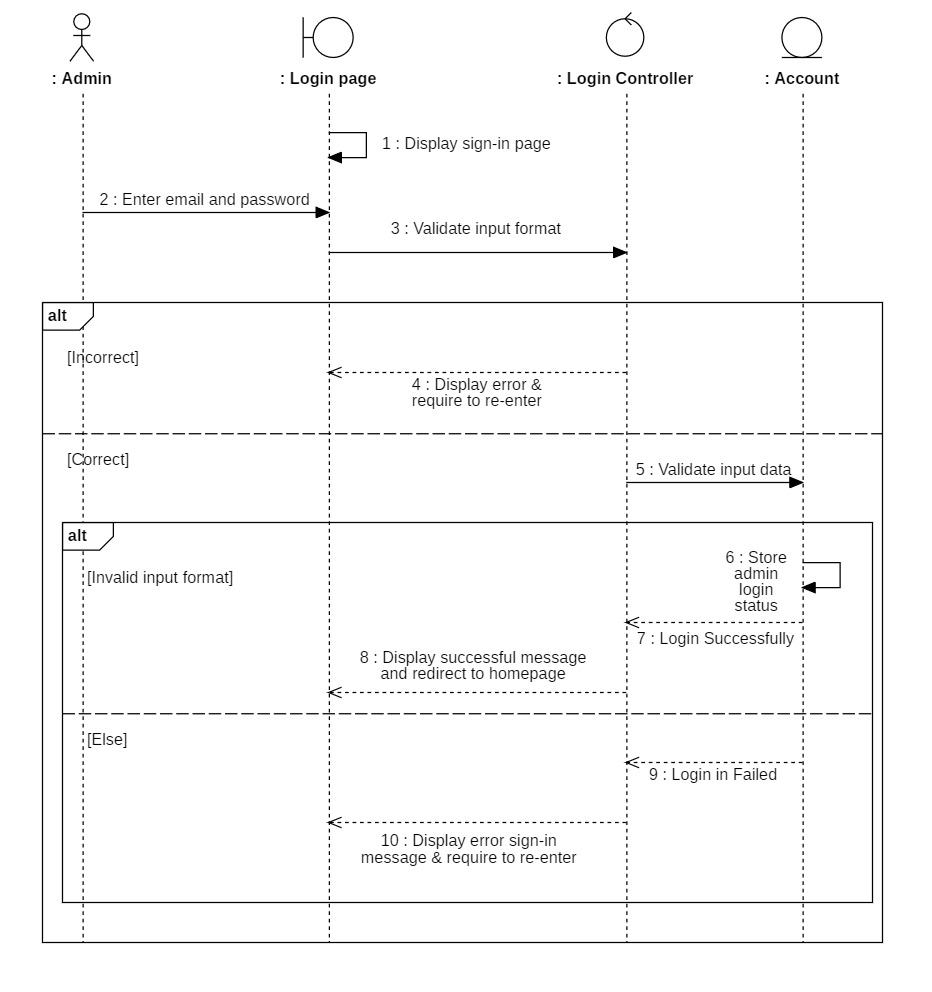 : Admin
: Login page
: Login Controller
: Account
1 : Display sign-in page
2 : Enter email and password
3 : Validate input format
alt
[Incorrect]
4 : Display error &
require to re-enter
[Correct]
5 : Validate input data
alt
[Invalid input format]
6 : Store
admin
login
status
7 : Login Successfully
8 : Display successful message
and redirect to homepage
[Else]
9 : Login in Failed
10 : Display error sign-in
message & require to re-enter